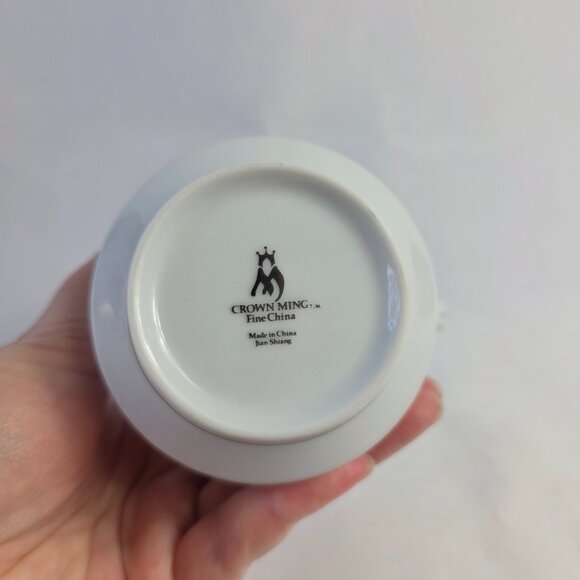 CROWN MING T.M.
Fine China
Made in China
Jian Shiang